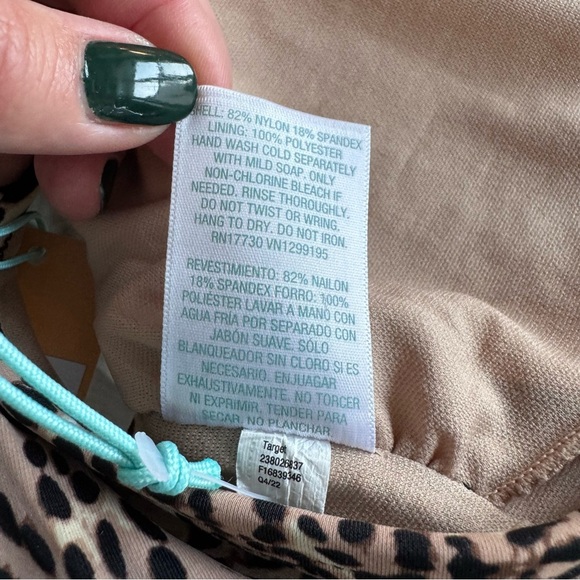 SHELL: 82% NYLON 18% SPANDEX
LINING: 100% POLYESTER
HAND WASH COLD SEPARATELY
WITH MILD SOAP. ONLY
NON-CHLORINE BLEACH IF
NEEDED. RINSE THOROUGHLY.
DO NOT TWIST OR WRING.
HANG TO DRY. DO NOT IRON.
RN17730 VN1299195
REVESTIMIENTO: 82% NAILON
18% SPANDEX FORRO: 100%
POLIÉSTER LAVAR A MANO CON
AGUA FRÍA POR SEPARADO CON
JABÓN SUAVE. SÓLO
BLANQUEADOR SIN CLORO SI ES
NECESARIO. ENJUAGAR
EXHAUSTIVAMENTE. NO TORCER
NI EXPRIMIR, TENDER PARA
SECAR. NO PLANCHAR
Target
238026837
F16839346
Q4/22